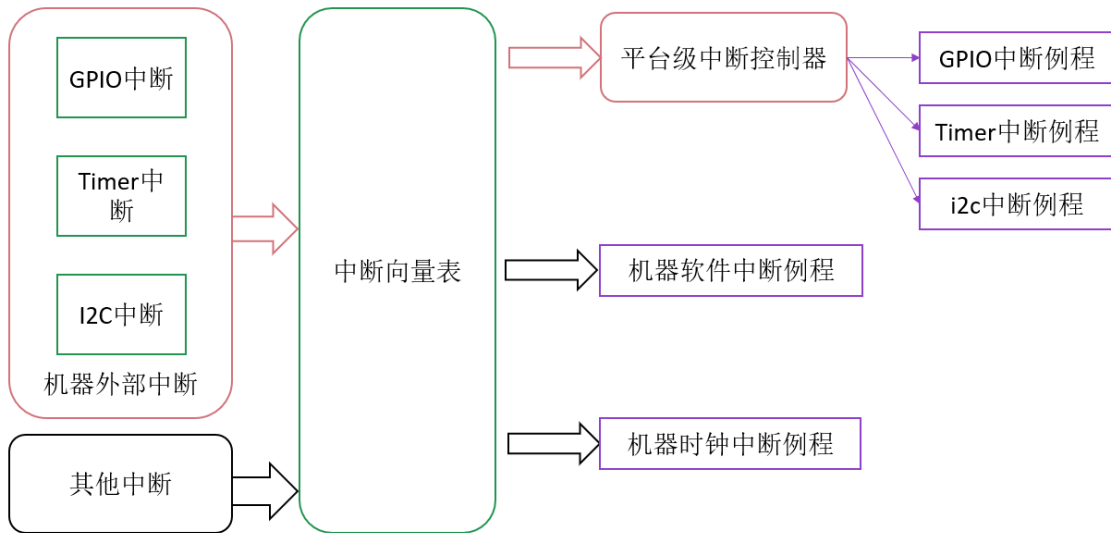 GPIO中断
Timer中
断
I2C中断
机器外部中断
其他中断
中断向量表
平台级中断控制器
机器软件中断例程
机器时钟中断例程
GPIO中断例程
Timer中断例程
i2c中断例程